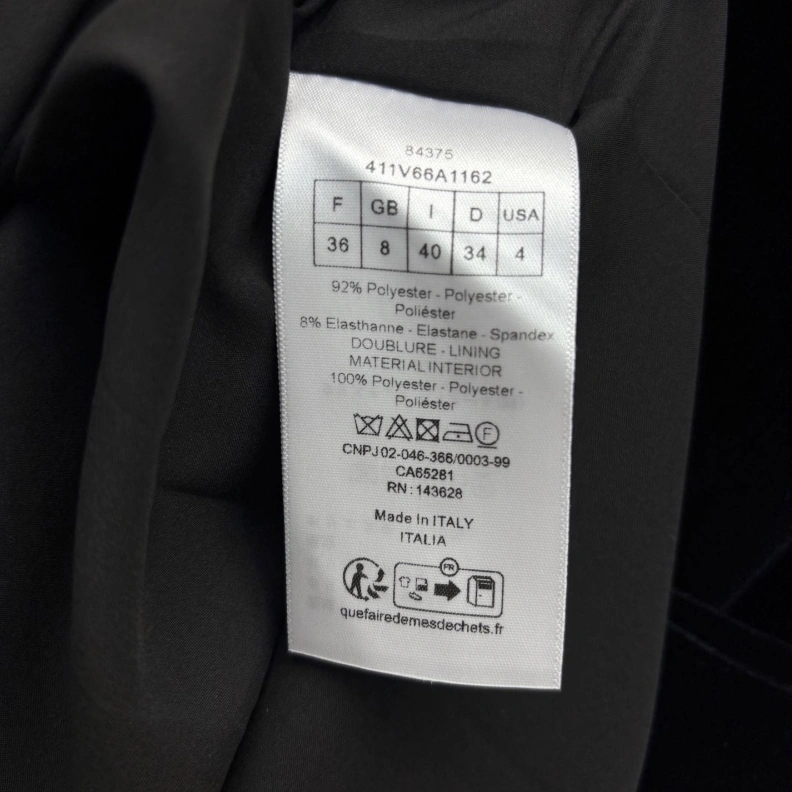 84375
411V66A1162
F GB I D USA
36 8 40 34 4
92% Polyester - Polyester -
Poliéster
8% Elasthanne - Elastane - Spandex
DOUBLURE - LINING
MATERIAL INTERIOR
100% Polyester - Polyester -
Poliéster
F
CNPJ 02-046-366/0003-99
CA65281
RN : 143628
Made In ITALY
ITALIA
FR
quefairedemesdechets.fr